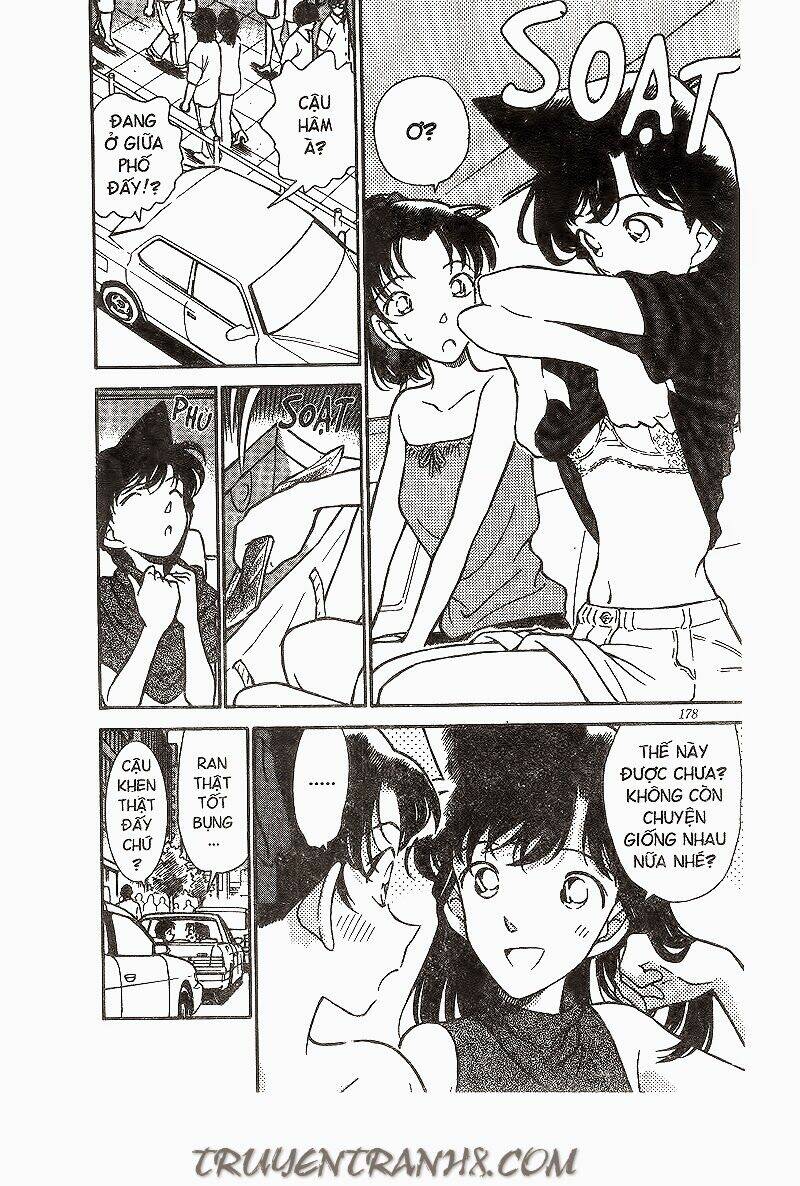 SOẠT
Ơ?
CẬU
HÂM
À?
ĐANG
Ở GIỮA
PHỐ
ĐẤY!?
SOẠT
PHÙ
178
THẾ NÀY
ĐƯỢC CHƯA?
KHÔNG CÒN
CHUYỆN
GIỐNG NHAU
NỮA NHÉ?
......
RAN
THẬT
TỐT
BỤNG
...
CẬU
KHEN
THẬT
ĐẤY
CHỨ
?
TRUYENTRANH8.COM